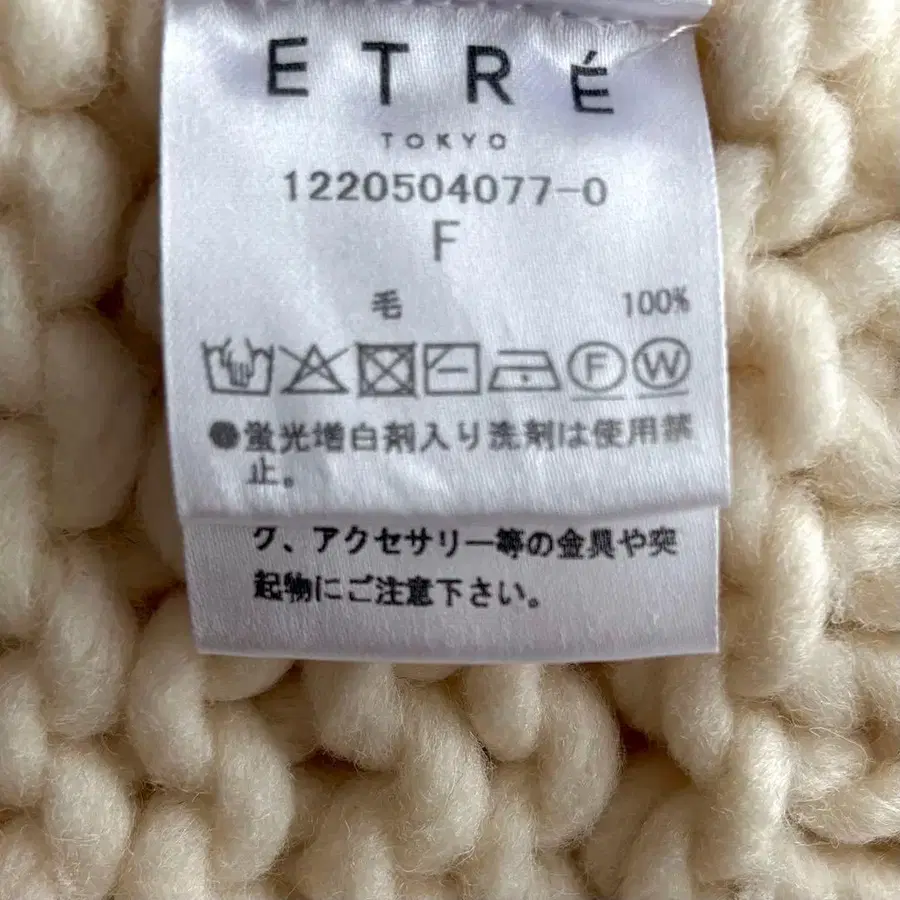 ETRÉ
TOKYO
1220504077-0
F
毛 100%
F W
●蛍光増白剤入り洗剤は使用禁
止。
ク、アクセサリー等の金具や突
起物にご注意下さい。